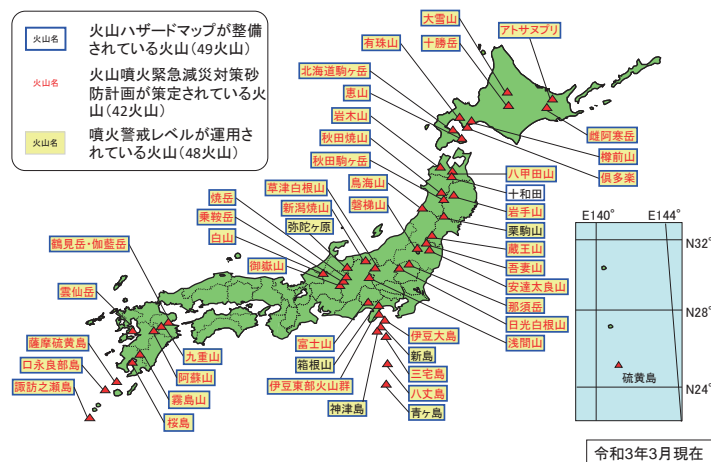 火山名
火山ハザードマップが整備
されている火山(49火山)
火山名
火山噴火緊急減災対策砂
防計画が策定されている火
山(42火山)
火山名
噴火警戒レベルが運用さ
れている火山(48火山)
大雪山
アトサヌプリ
有珠山
十勝岳
北海道駒ヶ岳
恵山
岩木山
雌阿寒岳
秋田焼山
樽前山
秋田駒ヶ岳
倶多楽
八甲田山
草津白根山
鳥海山
十和田
焼岳
新潟焼山
磐梯山
岩手山
乗鞍岳
弥陀ヶ原
栗駒山
白山
蔵王山
鶴見岳・伽藍岳
御嶽山
吾妻山
安達太良山
雲仙岳
那須岳
日光白根山
薩摩硫黄島
富士山
伊豆大島
浅間山
口永良部島
九重山
箱根山
新島
諏訪之瀬島
阿蘇山
伊豆東部火山群
三宅島
霧島山
神津島
八丈島
桜島
青ヶ島
E140°
E144°
N32°
N28°
硫黄島
N24°
令和3年3月現在